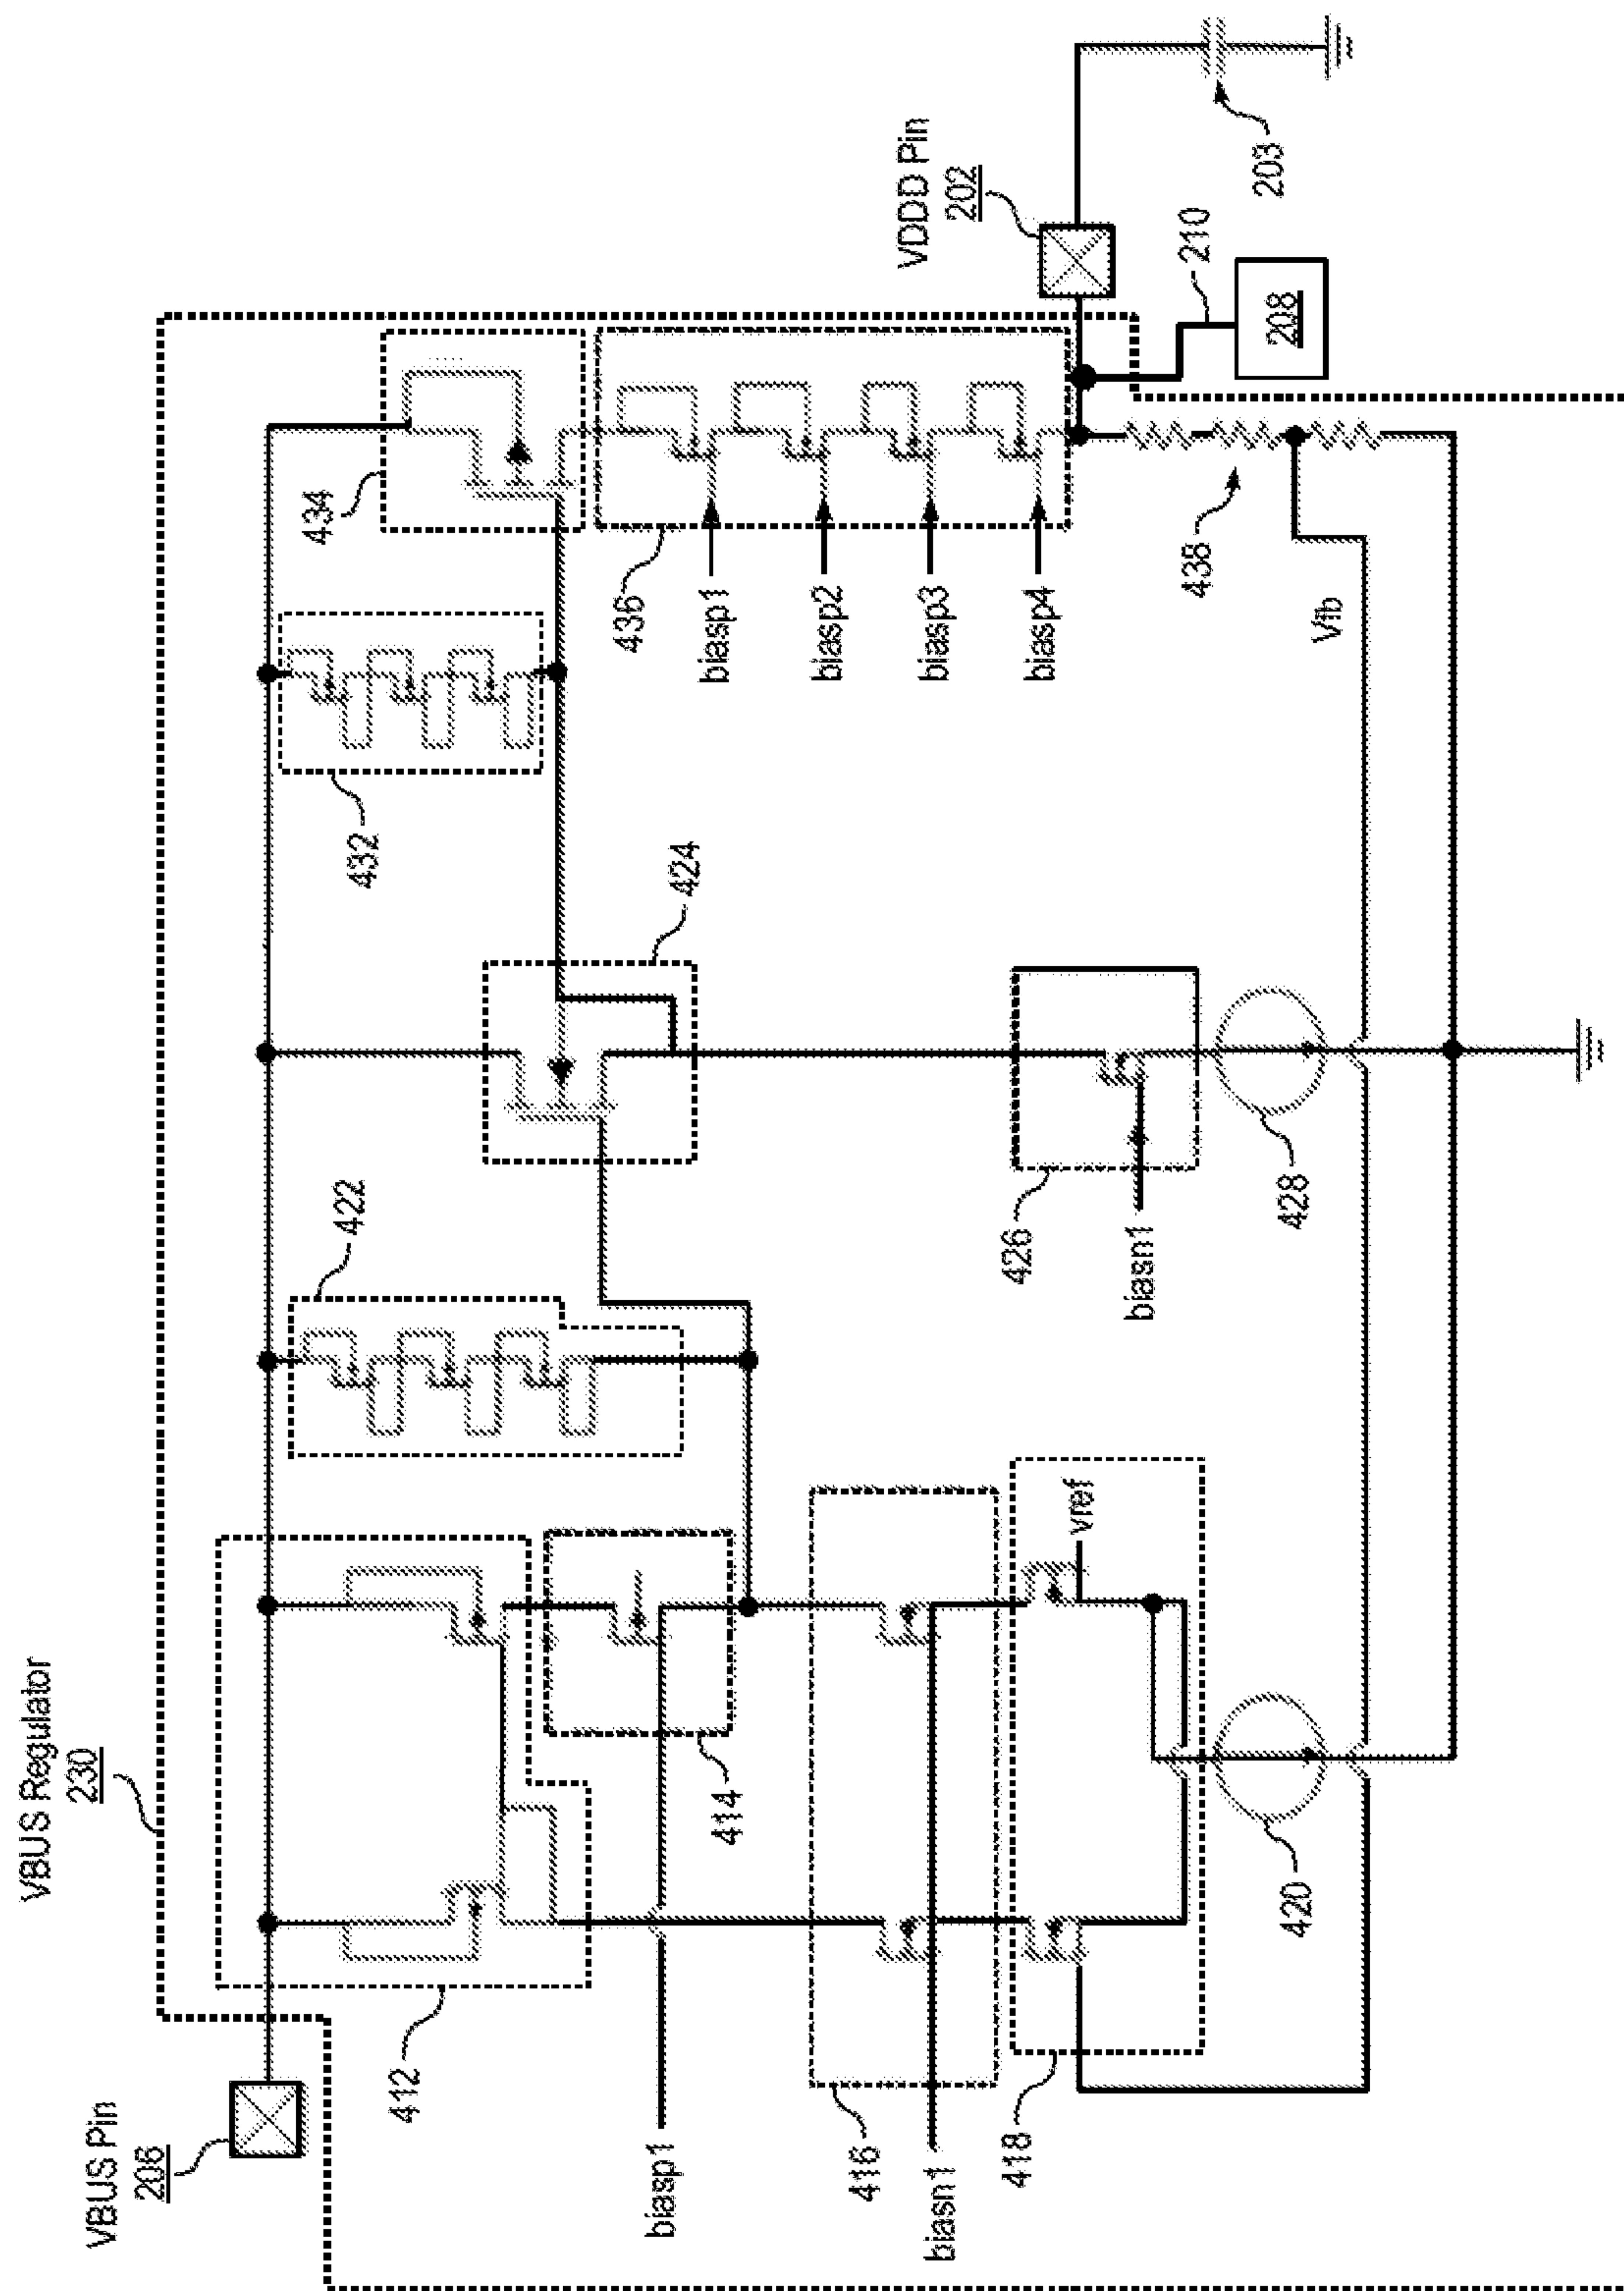 VBUS Regulator
230
VBUS Pin
206
412
414
422
424
432
434
436
biasp1
biasp2
biasp3
biasp4
VDDD Pin
202
203
210
208
438
Vfb
biasp1
416
biasn1
418
vref
420
426
biasn1
428